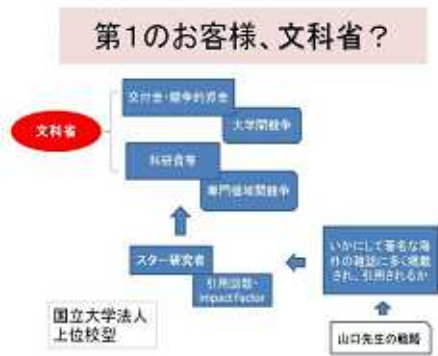 第1のお客様、文科省？
文科省
交付金・競争的資金
大学間競争
科研費等
専門領域間競争
スター研究者
引用回数・
impact factor
いかにして著名な海
外の雑誌に多く掲載
され、引用されるか
国立大学法人
上位校型
山口先生の戦略